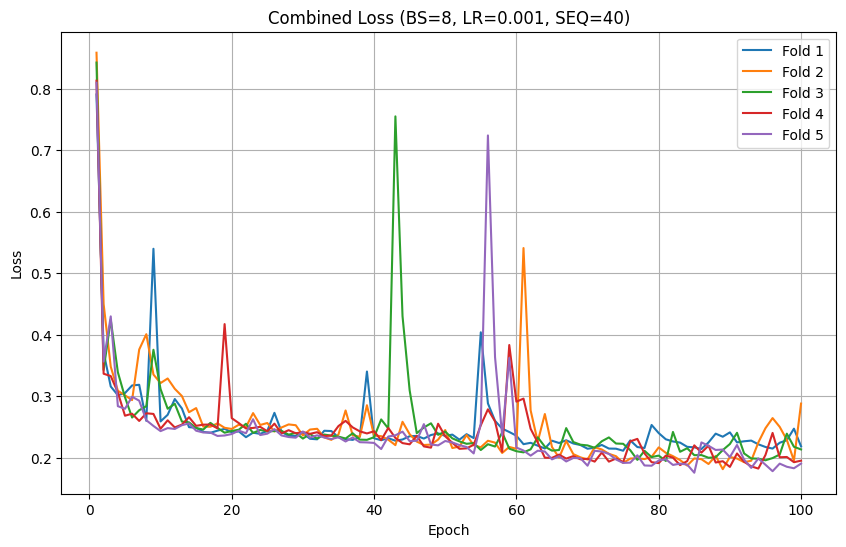 Combined Loss (BS=8, LR=0.001, SEQ=40)
Fold 1
Fold 2
Fold 3
Fold 4
Fold 5
Loss
0.8
0.7
0.6
0.5
0.4
0.3
0.2
0 20 40 60 80 100
Epoch